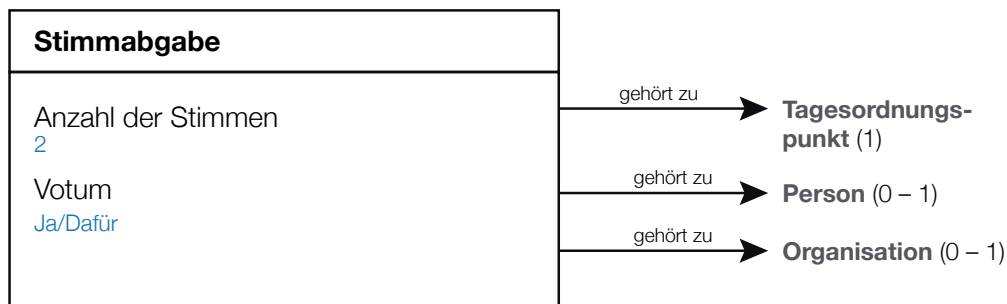 Stimmabgabe
Anzahl der Stimmen
2
Votum
Ja/Dafür
gehört zu
Tagesordnungs-
punkt (1)
gehört zu
Person (0 – 1)
gehört zu
Organisation (0 – 1)